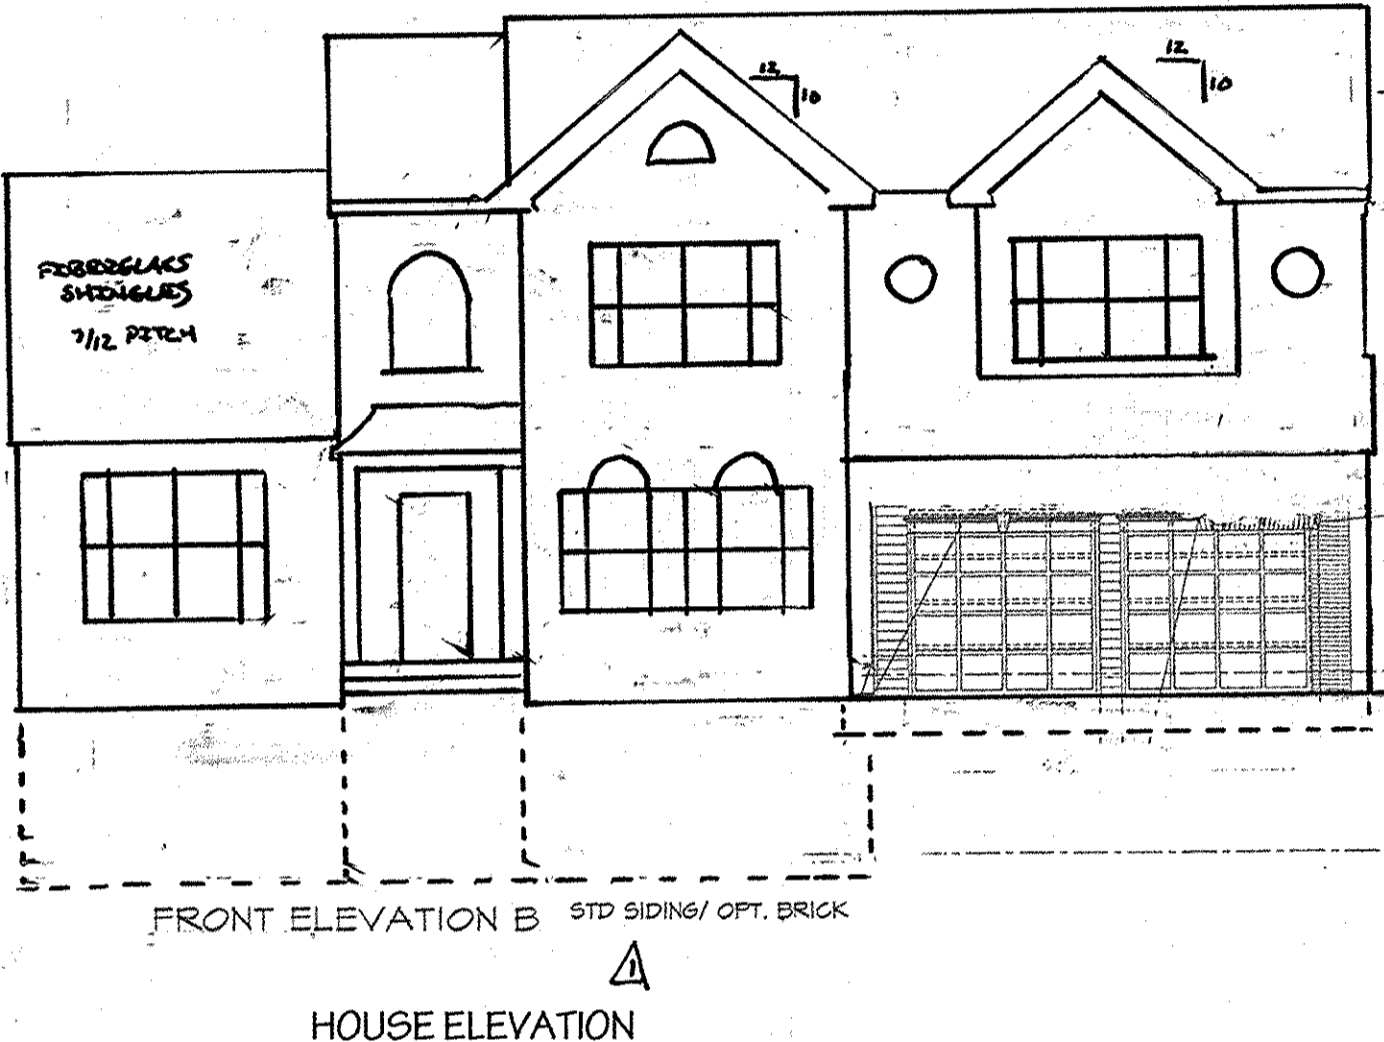 12
10
12
10
FIBERGLASS
SHINGLES
7/12 PITCH
FRONT ELEVATION B STD SIDING/ OPT. BRICK
1
HOUSE ELEVATION